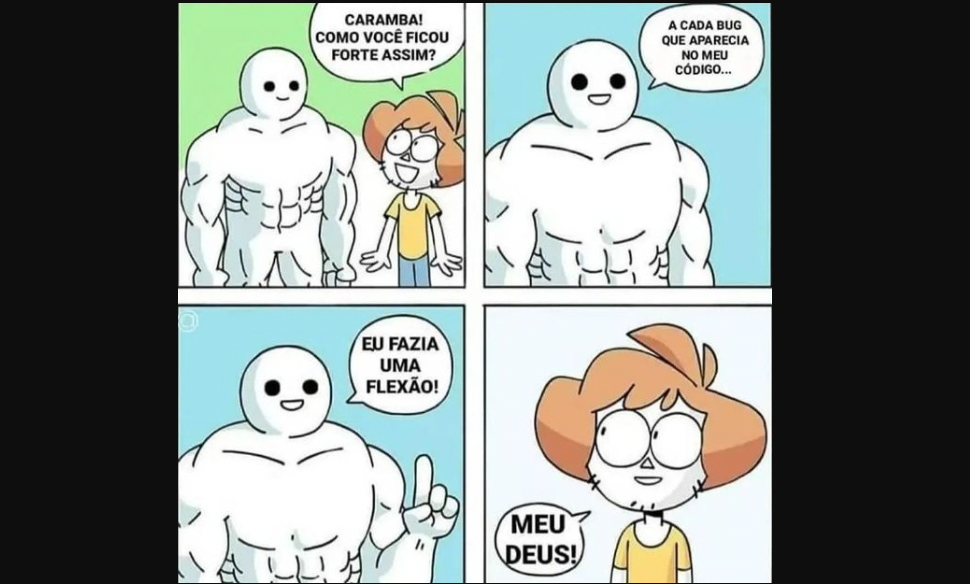 CARAMBA!
COMO VOCÊ FICOU
FORTE ASSIM?
A CADA BUG
QUE APARECIA
NO MEU
CÓDIGO...
EU FAZIA
UMA
FLEXÃO!
MEU
DEUS!